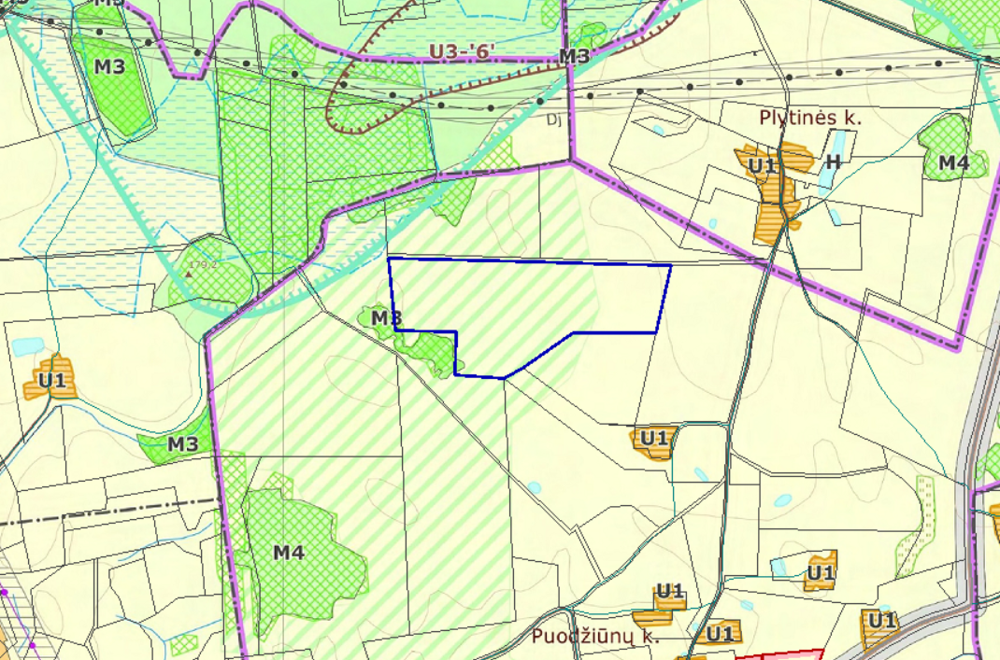 M3
U3-'6'
M3
M3
Dj
Plytinės k.
U1
H
M4
179.2
M3
U1
M3
U1
M4
U1
U1
U1
U1
Puodžiūnų k.